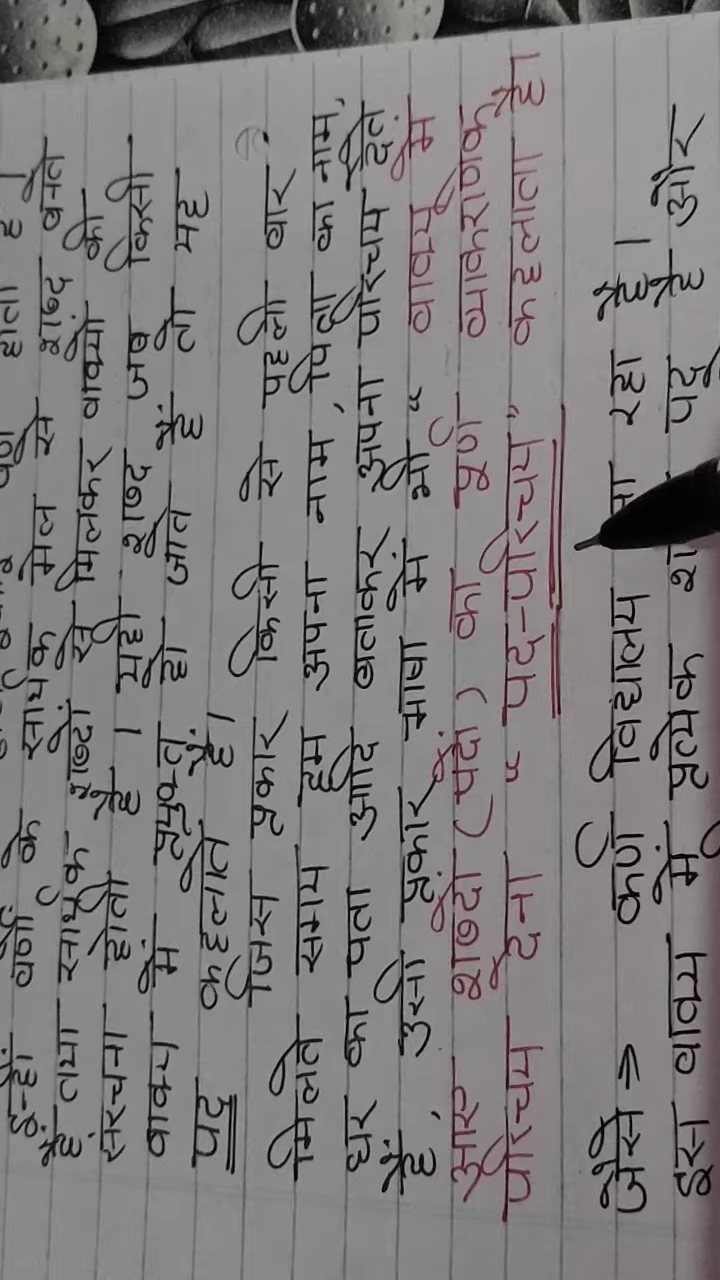 इन्हीं वर्णों के सार्थक मेल से शब्द बनते
हैं तथा सार्थक शब्दों से मिलकर वाक्यों की
संरचना होती है । यही शब्द जब किसी
वाक्य में प्रयुक्त हो जाते हैं तो यह
पद कहलाते हैं।
जिस प्रकार किसी से पहली बार
मिलते समय हम अपना नाम, पिता का नाम,
घर का पता आदि बताकर अपना परिचय देते
हैं, उसी प्रकार भाषा में भी " वाक्य में
आए शब्दों (पदों) का पूर्ण व्याकरणिक
परिचय देना " पद-परिचय" कहलाता है।
जैसे ⇒ कर्ण विद्यालय जा रहा है।
इस वाक्य में प्रत्येक पद है और